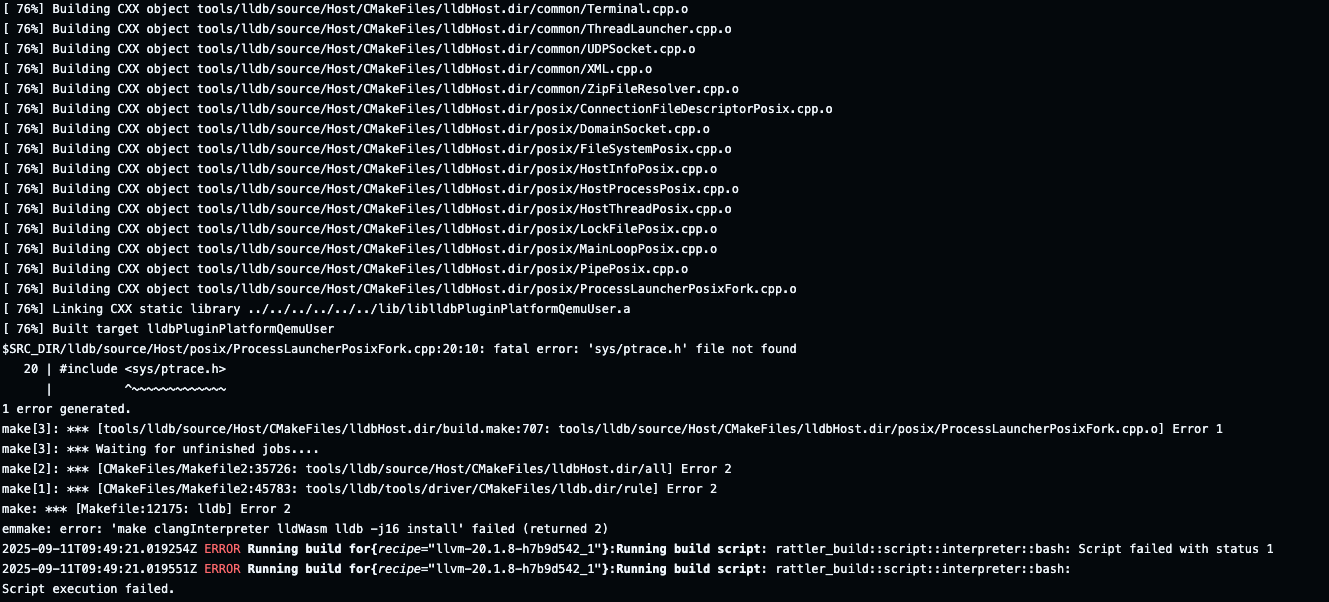 [ 76%] Building CXX object tools/lldb/source/Host/CMakeFiles/lldbHost.dir/common/Terminal.cpp.o
[ 76%] Building CXX object tools/lldb/source/Host/CMakeFiles/lldbHost.dir/common/ThreadLauncher.cpp.o
[ 76%] Building CXX object tools/lldb/source/Host/CMakeFiles/lldbHost.dir/common/UDPSocket.cpp.o
[ 76%] Building CXX object tools/lldb/source/Host/CMakeFiles/lldbHost.dir/common/XML.cpp.o
[ 76%] Building CXX object tools/lldb/source/Host/CMakeFiles/lldbHost.dir/common/ZipFileResolver.cpp.o
[ 76%] Building CXX object tools/lldb/source/Host/CMakeFiles/lldbHost.dir/posix/ConnectionFileDescriptorPosix.cpp.o
[ 76%] Building CXX object tools/lldb/source/Host/CMakeFiles/lldbHost.dir/posix/DomainSocket.cpp.o
[ 76%] Building CXX object tools/lldb/source/Host/CMakeFiles/lldbHost.dir/posix/FileSystemPosix.cpp.o
[ 76%] Building CXX object tools/lldb/source/Host/CMakeFiles/lldbHost.dir/posix/HostInfoPosix.cpp.o
[ 76%] Building CXX object tools/lldb/source/Host/CMakeFiles/lldbHost.dir/posix/HostProcessPosix.cpp.o
[ 76%] Building CXX object tools/lldb/source/Host/CMakeFiles/lldbHost.dir/posix/HostThreadPosix.cpp.o
[ 76%] Building CXX object tools/lldb/source/Host/CMakeFiles/lldbHost.dir/posix/LockFilePosix.cpp.o
[ 76%] Building CXX object tools/lldb/source/Host/CMakeFiles/lldbHost.dir/posix/MainLoopPosix.cpp.o
[ 76%] Building CXX object tools/lldb/source/Host/CMakeFiles/lldbHost.dir/posix/PipePosix.cpp.o
[ 76%] Building CXX object tools/lldb/source/Host/CMakeFiles/lldbHost.dir/posix/ProcessLauncherPosixFork.cpp.o
[ 76%] Linking CXX static library ../../../../../../lib/liblldbPluginPlatformQemuUser.a
[ 76%] Built target lldbPluginPlatformQemuUser
$SRC_DIR/lldb/source/Host/posix/ProcessLauncherPosixFork.cpp:20:10: fatal error: 'sys/ptrace.h' file not found
   20 | #include <sys/ptrace.h>
      |          ^~~~~~~~~~~~~~
1 error generated.
make[3]: *** [tools/lldb/source/Host/CMakeFiles/lldbHost.dir/build.make:707: tools/lldb/source/Host/CMakeFiles/lldbHost.dir/posix/ProcessLauncherPosixFork.cpp.o] Error 1
make[3]: *** Waiting for unfinished jobs....
make[2]: *** [CMakeFiles/Makefile2:35726: tools/lldb/source/Host/CMakeFiles/lldbHost.dir/all] Error 2
make[1]: *** [CMakeFiles/Makefile2:45783: tools/lldb/tools/driver/CMakeFiles/lldb.dir/rule] Error 2
make: *** [Makefile:12175: lldb] Error 2
emmake: error: 'make clangInterpreter lldWasm lldb -j16 install' failed (returned 2)
2025-09-11T09:49:21.019254Z ERROR Running build for{recipe="llvm-20.1.8-h7b9d542_1"}:Running build script: rattler_build::script::interpreter::bash: Script failed with status 1
2025-09-11T09:49:21.019551Z ERROR Running build for{recipe="llvm-20.1.8-h7b9d542_1"}:Running build script: rattler_build::script::interpreter::bash:
Script execution failed.